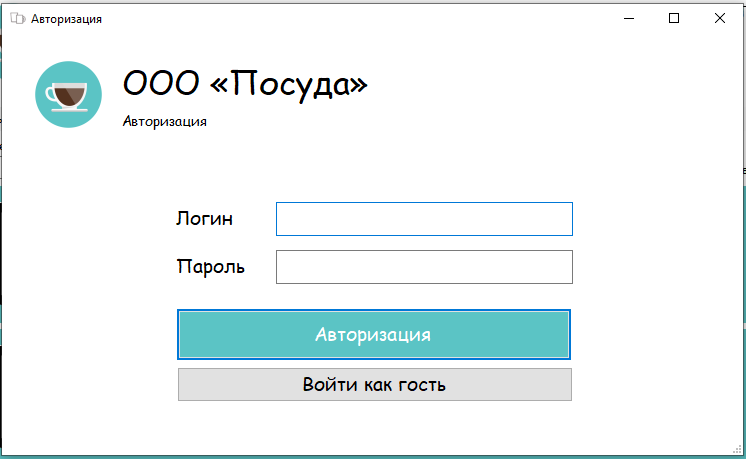 Авторизация
ООО «Посуда»
Авторизация
Логин
Пароль
Авторизация
Войти как гость